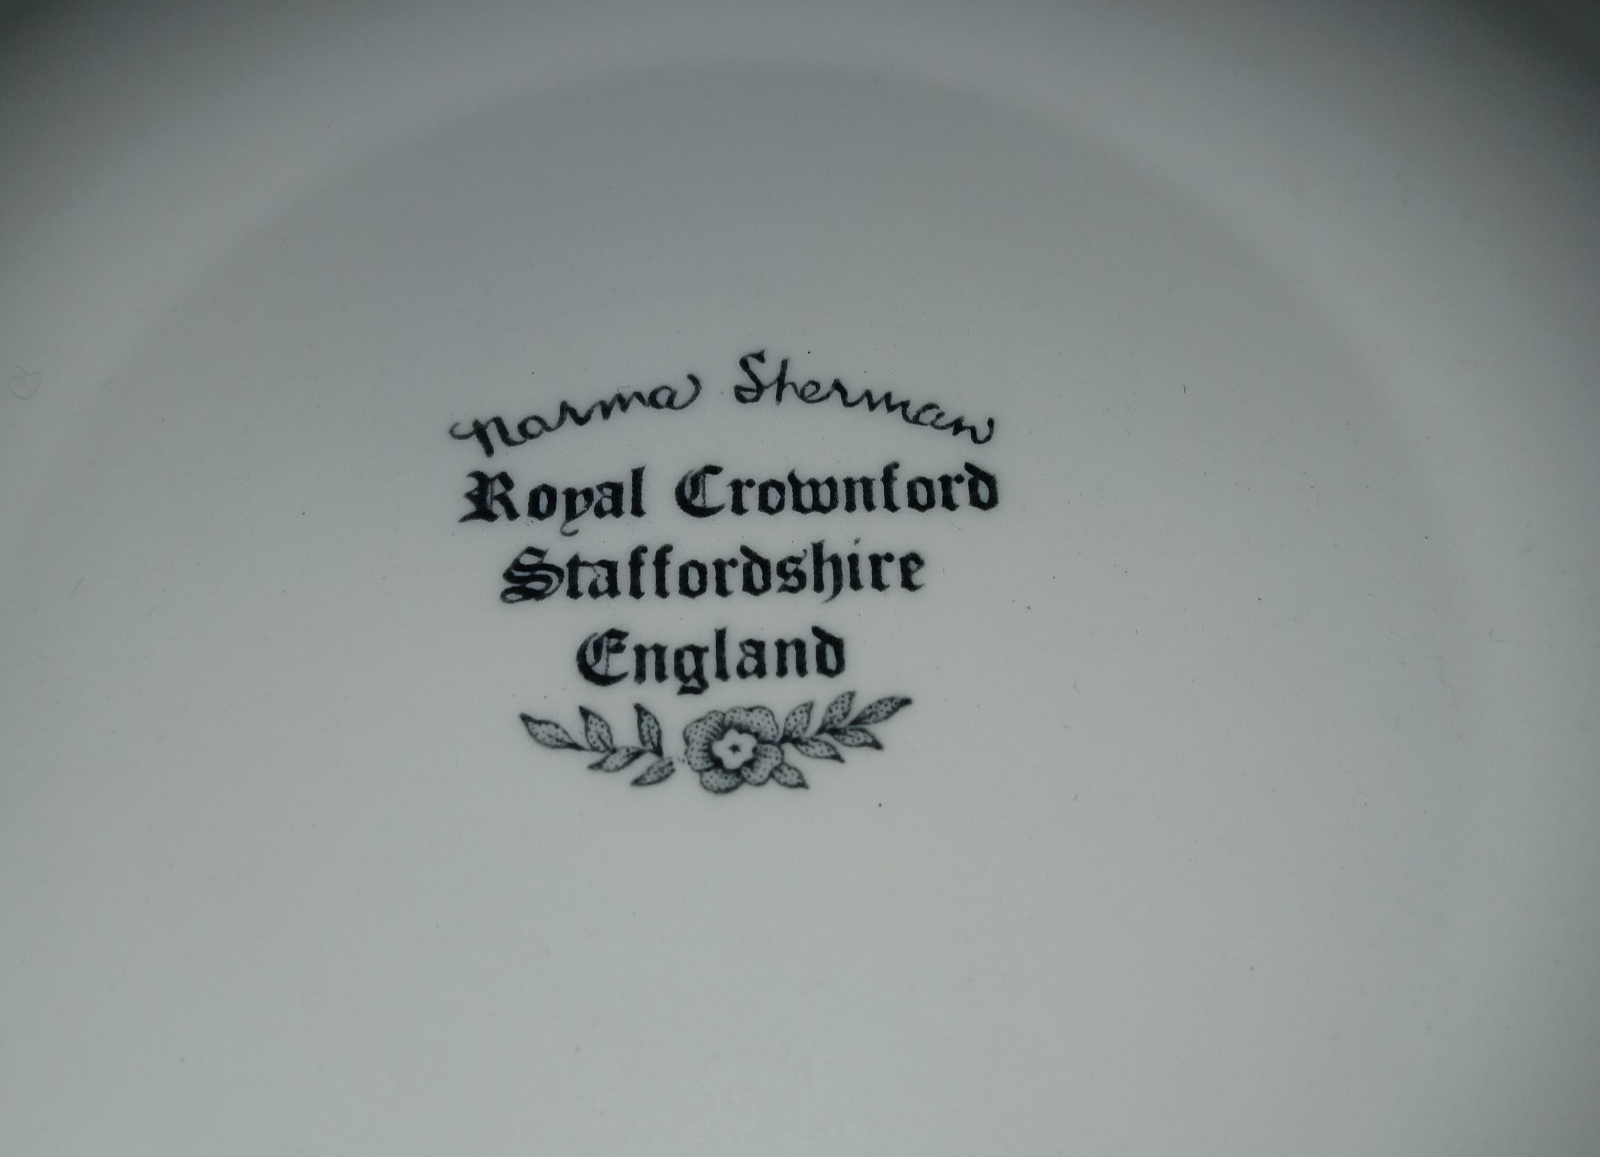 Norma Sherman
Royal Crownford
Staffordshire
England